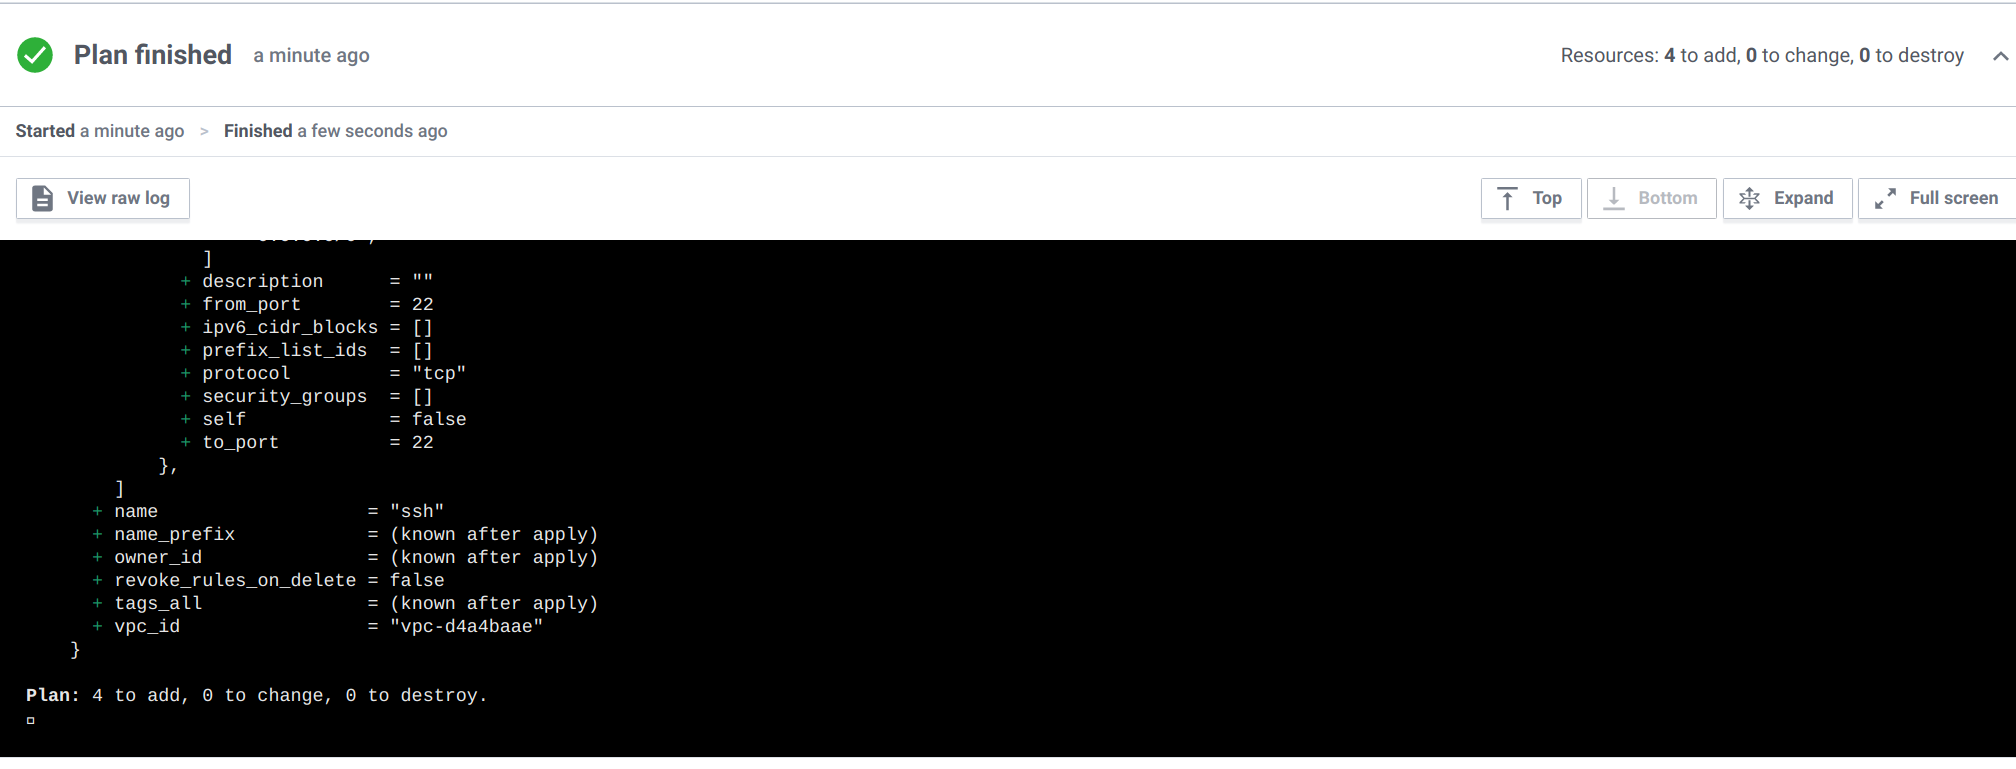 Plan finished a minute ago Resources: 4 to add, 0 to change, 0 to destroy
Started a minute ago > Finished a few seconds ago
View raw log Top Bottom Expand Full screen
]
+ description = ""
+ from_port = 22
+ ipv6_cidr_blocks = []
+ prefix_list_ids = []
+ protocol = "tcp"
+ security_groups = []
+ self = false
+ to_port = 22
},
]
+ name = "ssh"
+ name_prefix = (known after apply)
+ owner_id = (known after apply)
+ revoke_rules_on_delete = false
+ tags_all = (known after apply)
+ vpc_id = "vpc-d4a4baae"
}
Plan: 4 to add, 0 to change, 0 to destroy.